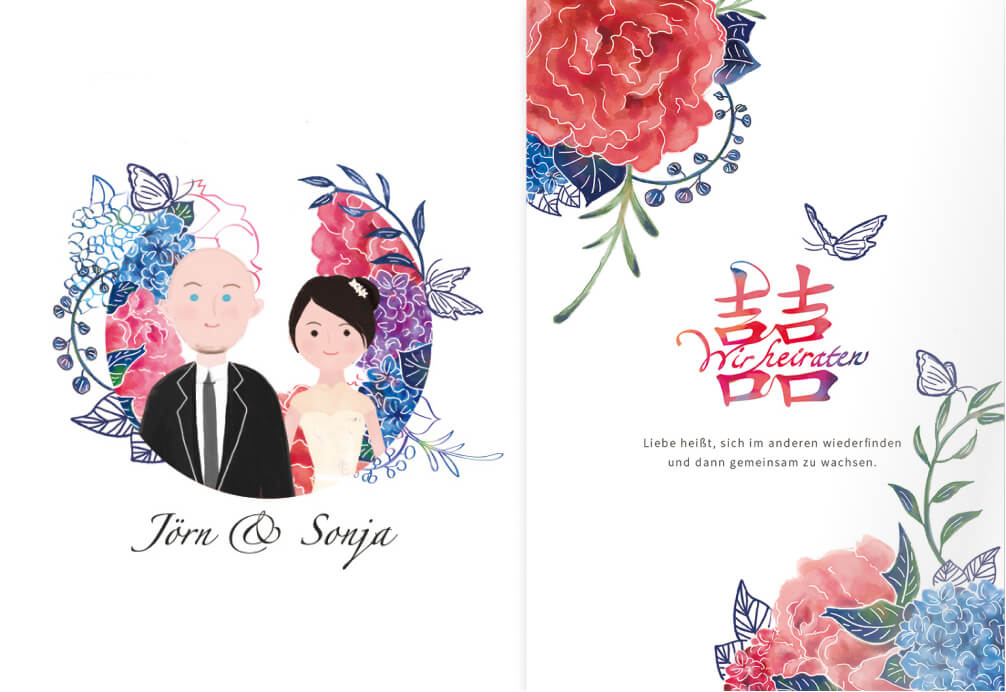 Jörn & Sonja
囍
Wir heiraten
Liebe heißt, sich im anderen wiederfinden
und dann gemeinsam zu wachsen.